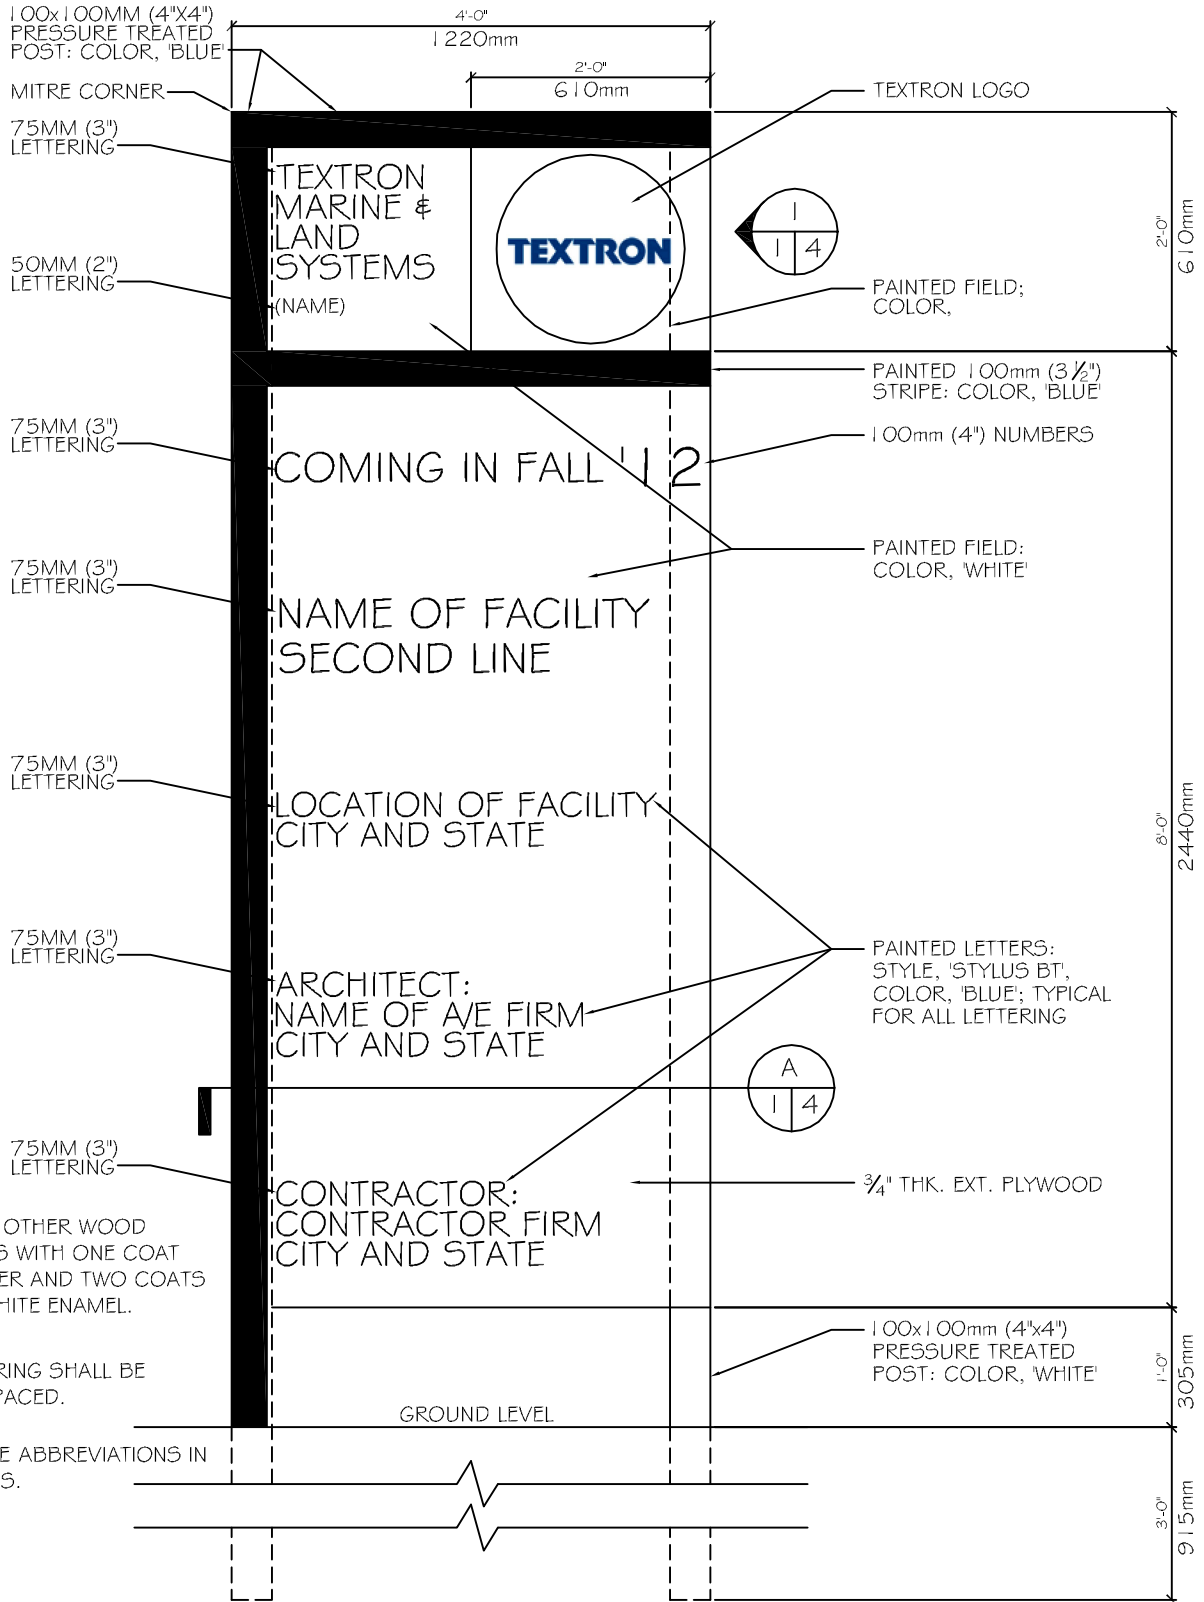 100x100MM (4"X4")
PRESSURE TREATED
POST: COLOR, 'BLUE'
MITRE CORNER
75MM (3")
LETTERING
50MM (2")
LETTERING
75MM (3")
LETTERING
75MM (3")
LETTERING
75MM (3")
LETTERING
75MM (3")
LETTERING
75MM (3")
LETTERING
OTHER WOOD
S WITH ONE COAT
ER AND TWO COATS
HITE ENAMEL.
RING SHALL BE
PACED.
E ABBREVIATIONS IN
S.
4'-0"
1220mm
2'-0"
610mm
TEXTRON
MARINE &
LAND
SYSTEMS
(NAME)
TEXTRON
COMING IN FALL '12
NAME OF FACILITY
SECOND LINE
LOCATION OF FACILITY
CITY AND STATE
ARCHITECT:
NAME OF A/E FIRM
CITY AND STATE
CONTRACTOR:
CONTRACTOR FIRM
CITY AND STATE
GROUND LEVEL
TEXTRON LOGO
1
1 4
PAINTED FIELD;
COLOR,
PAINTED 100mm (3 1/2")
STRIPE: COLOR, 'BLUE'
100mm (4") NUMBERS
PAINTED FIELD:
COLOR, 'WHITE'
PAINTED LETTERS:
STYLE, 'STYLUS BT',
COLOR, 'BLUE'; TYPICAL
FOR ALL LETTERING
A
1 4
3/4" THK. EXT. PLYWOOD
100x100mm (4"x4")
PRESSURE TREATED
POST: COLOR, 'WHITE'
2'-0"
610mm
8'-0"
2440mm
1'-0"
305mm
3'-0"
915mm